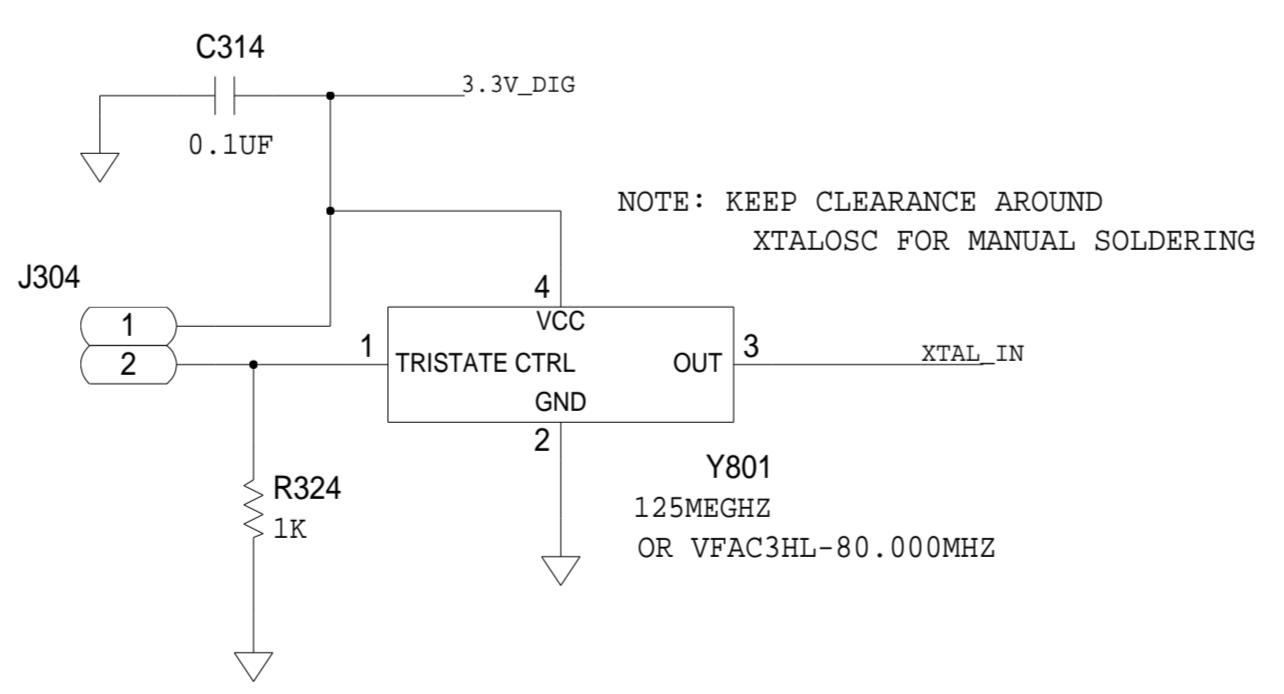 C314
3.3V_DIG
0.1UF
NOTE: KEEP CLEARANCE AROUND
XTALOSC FOR MANUAL SOLDERING
J304
4
1
VCC
2
1
TRISTATE CTRL
OUT
3
XTAL_IN
GND
2
Y801
R324
1K
125MEGHZ
OR VFAC3HL-80.000MHZ